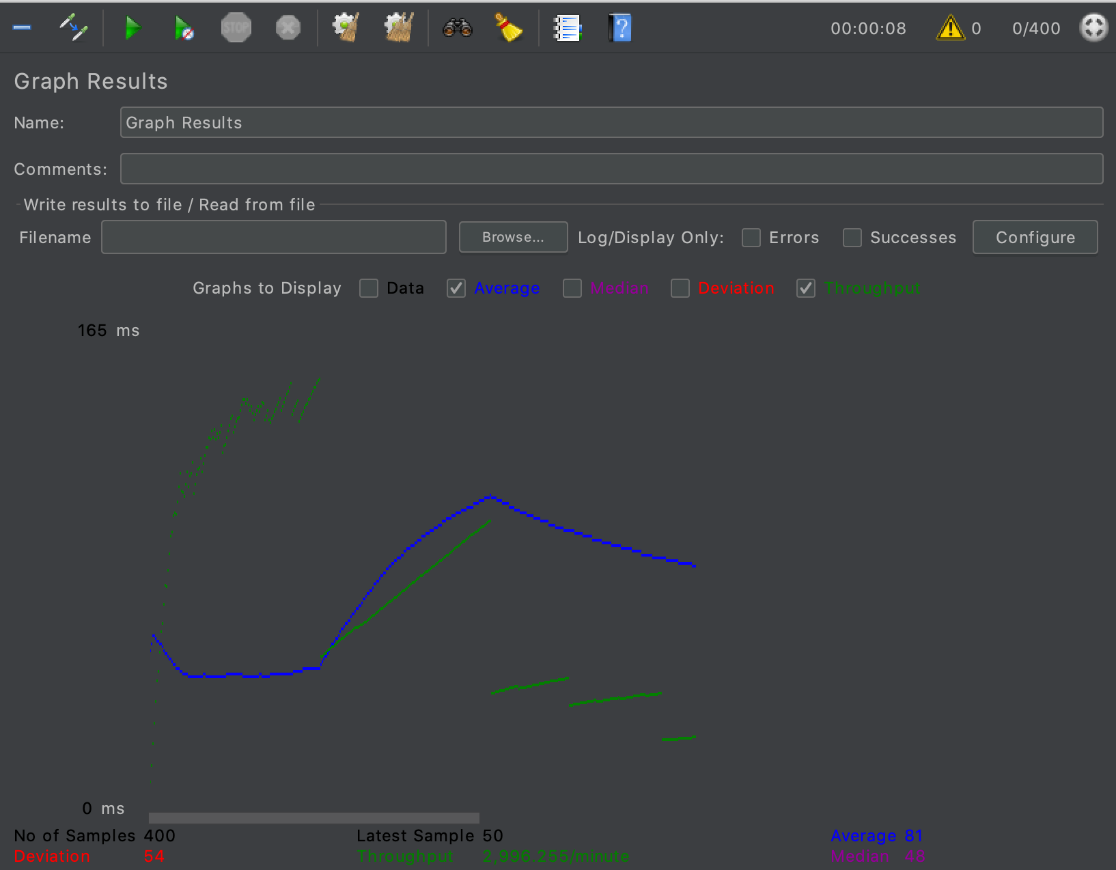 STOP
00:00:08 0 0/400
Graph Results
Name: Graph Results
Comments:
Write results to file / Read from file
Filename Browse... Log/Display Only: Errors Successes Configure
Graphs to Display Data Average Median Deviation Throughput
165 ms
0 ms
No of Samples 400 Latest Sample 50 Average 81
Deviation 54 Throughput 2,996.255/minute Median 48